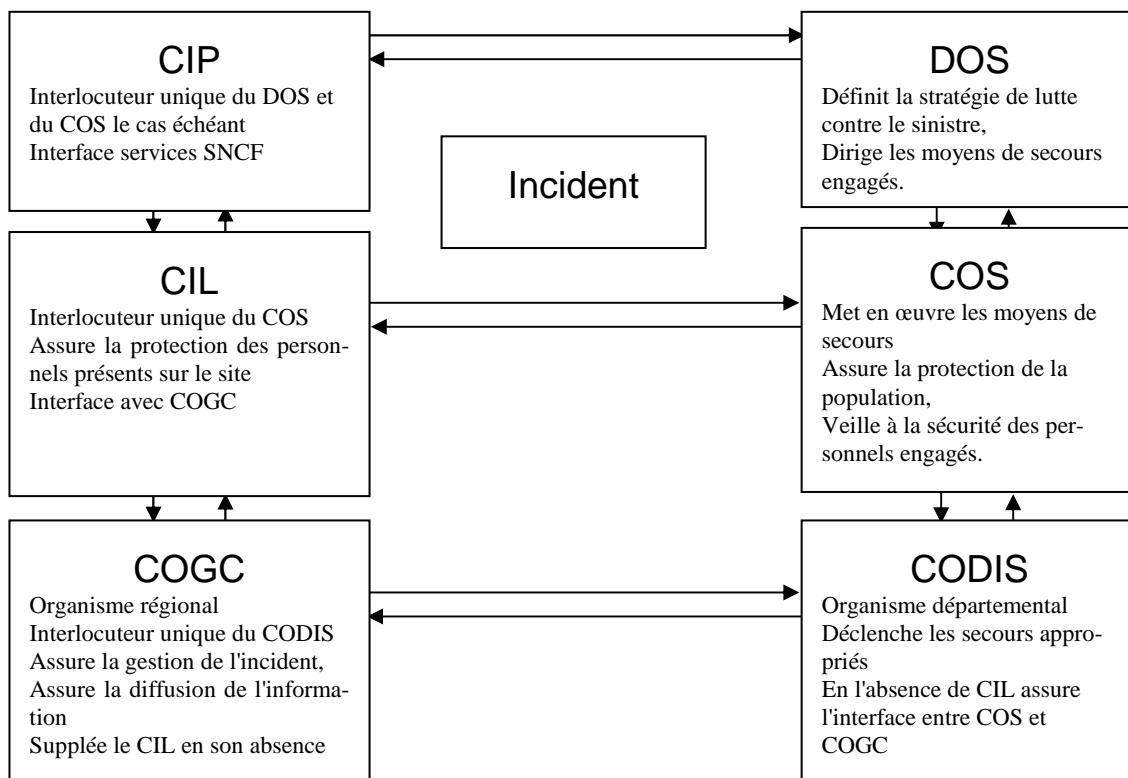 CIP
Interlocuteur unique du DOS et
du COS le cas échéant
Interface services SNCF
DOS
Définit la stratégie de lutte
contre le sinistre,
Dirige les moyens de secours
engagés.
Incident
CIL
Interlocuteur unique du COS
Assure la protection des person-
nels présents sur le site
Interface avec COGC
COS
Met en œuvre les moyens de
secours
Assure la protection de la
population,
Veille à la sécurité des per-
sonnels engagés.
COGC
Organisme régional
Interlocuteur unique du CODIS
Assure la gestion de l'incident,
Assure la diffusion de l'informa-
tion
Supplée le CIL en son absence
CODIS
Organisme départemental
Déclenche les secours appro-
priés
En l'absence de CIL assure
l'interface entre COS et
COGC